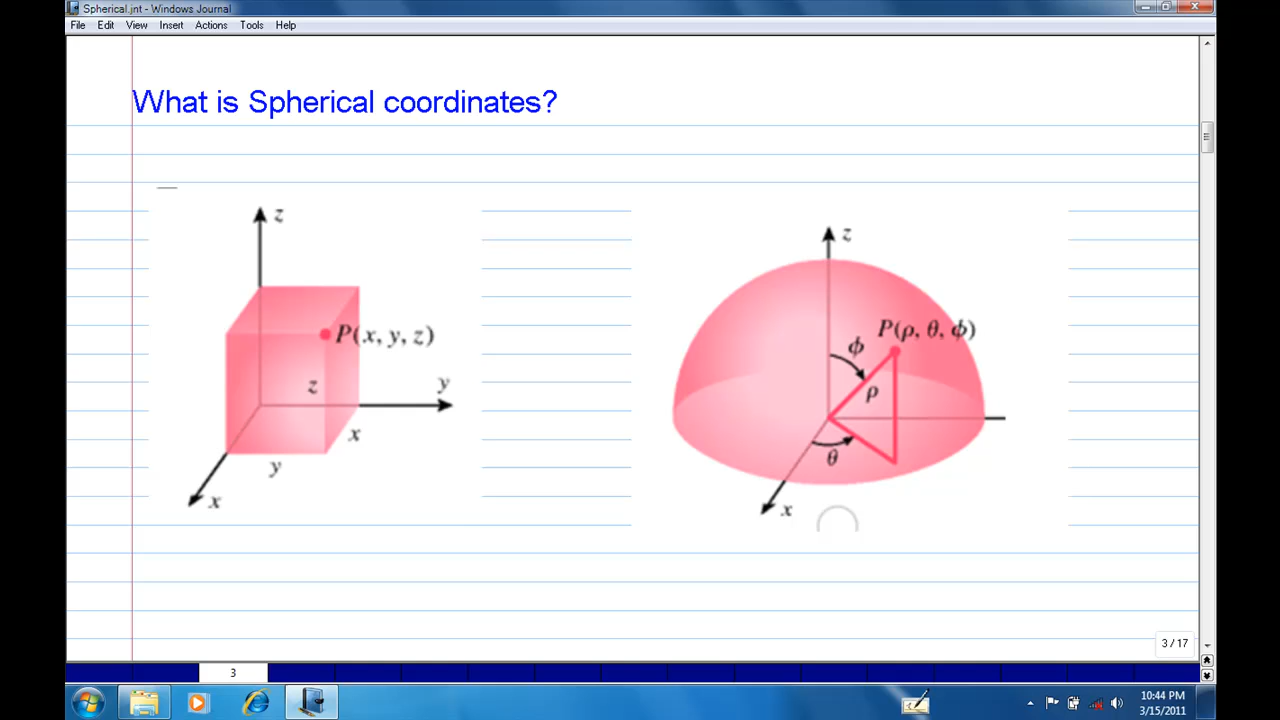 Spherical.jnt - Windows Journal
File Edit View Insert Actions Tools Help
What is Spherical coordinates?
z
P(x, y, z)
z
y
x
y
x
z
P(ρ, θ, ϕ)
ϕ
ρ
θ
x
3 / 17
3
10:44 PM
3/15/2011